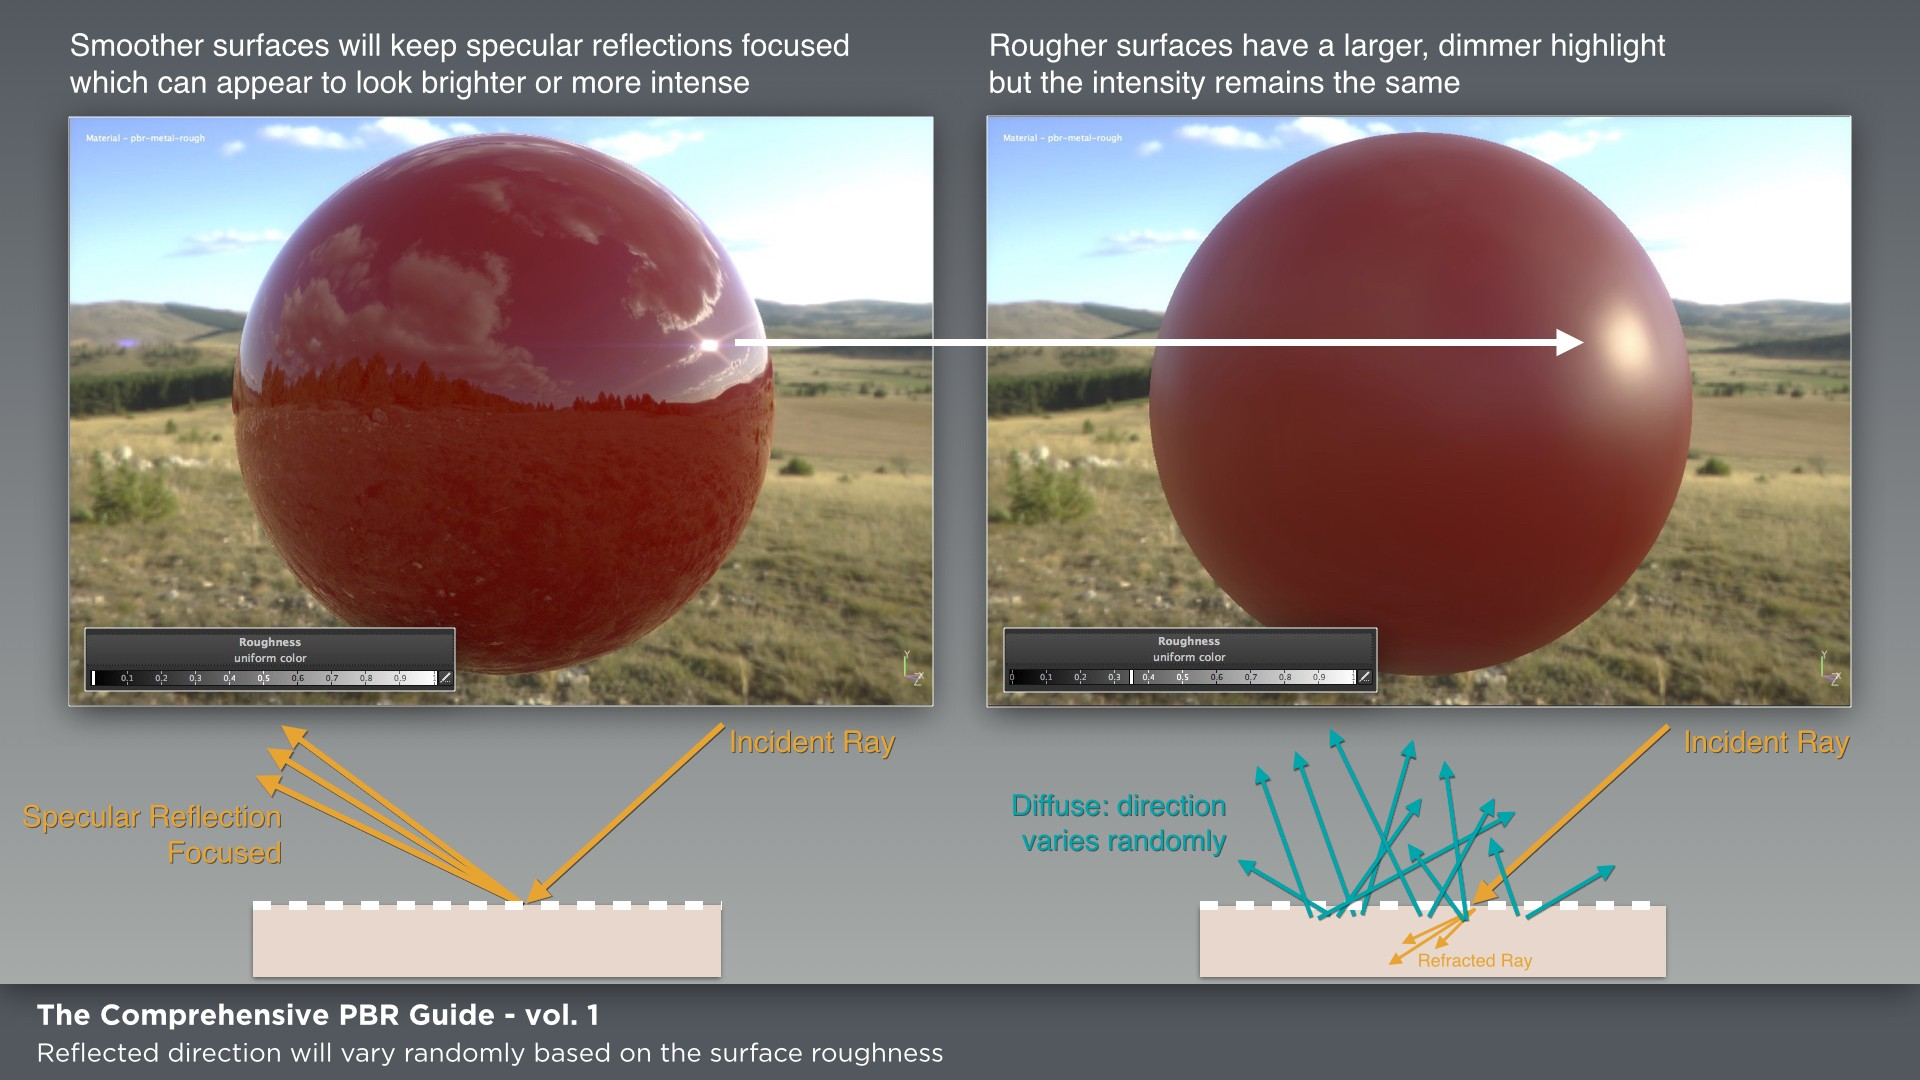 Smoother surfaces will keep specular reflections focused
which can appear to look brighter or more intense
Rougher surfaces have a larger, dimmer highlight
but the intensity remains the same
Material - pbr-metal-rough
Material - pbr-metal-rough
Roughness
uniform color
0.1 0.2 0.3 0.4 0.5 0.6 0.7 0.8 0.9
Y
Z X
Roughness
uniform color
0 0.1 0.2 0.3 0.4 0.5 0.6 0.7 0.8 0.9 1
Y
Z X
Incident Ray
Specular Reflection
Focused
Incident Ray
Diffuse: direction
varies randomly
Refracted Ray
The Comprehensive PBR Guide - vol. 1
Reflected direction will vary randomly based on the surface roughness